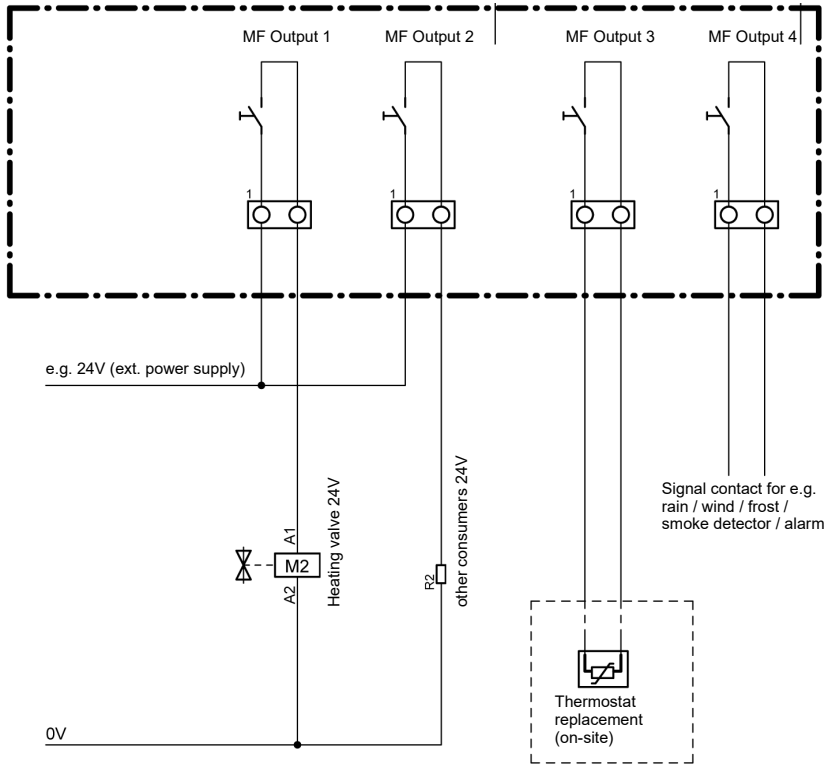 MF Output 1
MF Output 2
MF Output 3
MF Output 4
1
1
1
1
e.g. 24V (ext. power supply)
A1
M2
A2
Heating valve 24V
R2
other consumers 24V
Signal contact for e.g.
rain / wind / frost /
smoke detector / alarm
Thermostat
replacement
(on-site)
0V